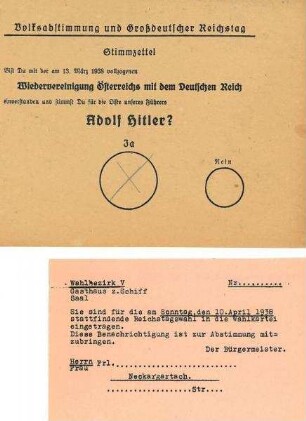 Volksabstimmung und Großdeutscher Reichstag
Stimmzettel
Bist Du mit der am 13. März 1938 vollzogenen
Wiedervereinigung Österreichs mit dem Deutschen Reich
einverstanden und stimmst Du für die Liste unseres Führers
Adolf Hitler?
Ja
Nein
Wahlbezirk V Nr.........
Gasthaus z.Schiff
Saal
Sie sind für die am Sonntag,den 10.April 1938
stattfindende Reichstagswahl in die Wahlkartei
eingetragen.
Diese Benachrichtigung ist zur Abstimmung mit-
zubringen.
Der Bürgermeister.
Herrn Frl.
Frau
Neckargerach.
Str....